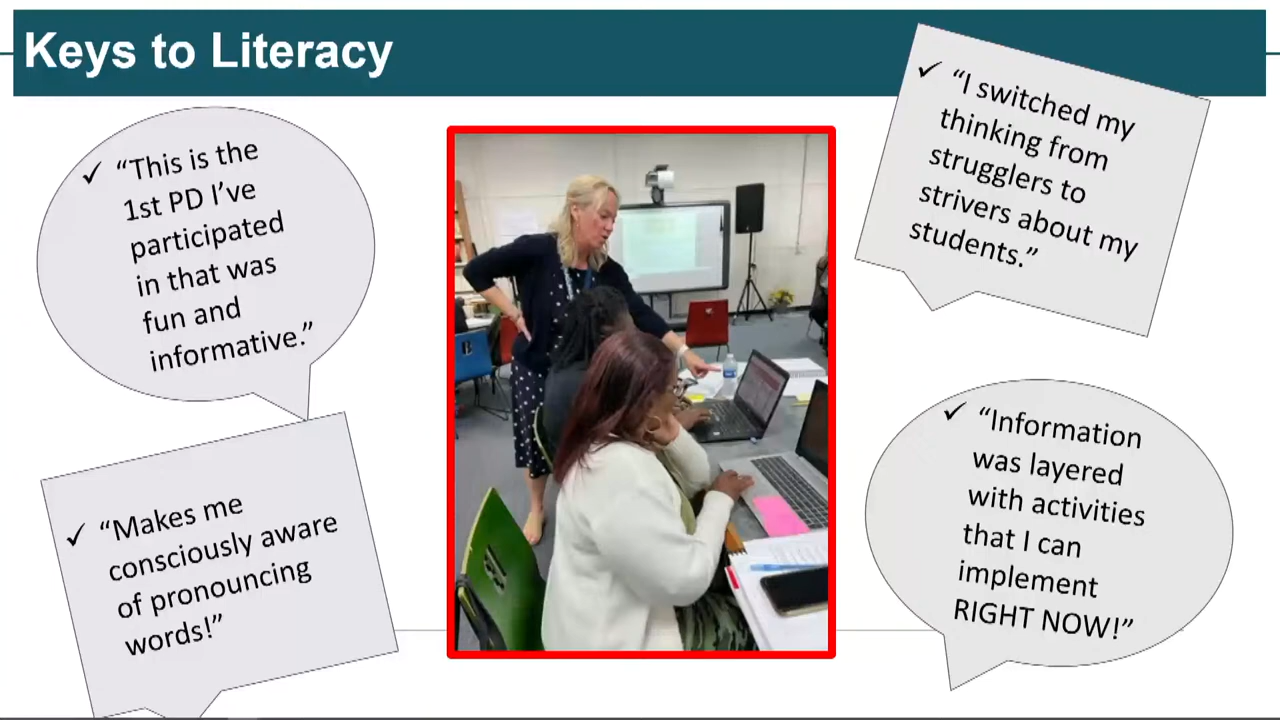 Keys to Literacy
✓ “This is the
1st PD I’ve
participated
in that was
fun and
informative.”
✓ “Makes me
consciously aware
of pronouncing
words!”
✓ “I switched my
thinking from
strugglers to
strivers about my
students.”
✓ “Information
was layered
with activities
that I can
implement
RIGHT NOW!”